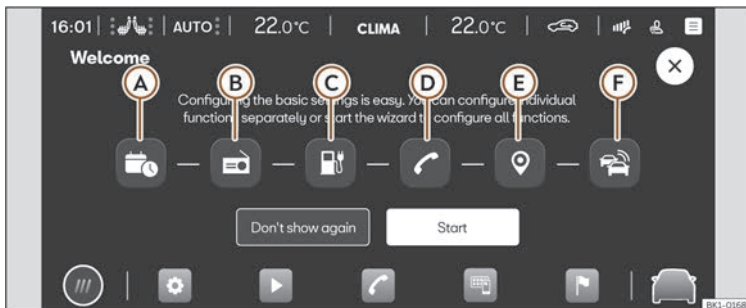 16:01 AUTO 22.0°C CLIMA 22.0°C
Welcome
A B C D E F
Configuring the basic settings is easy. You can configure individual
functions separately or start the wizard to configure all functions.
Don't show again Start
BK1-0168